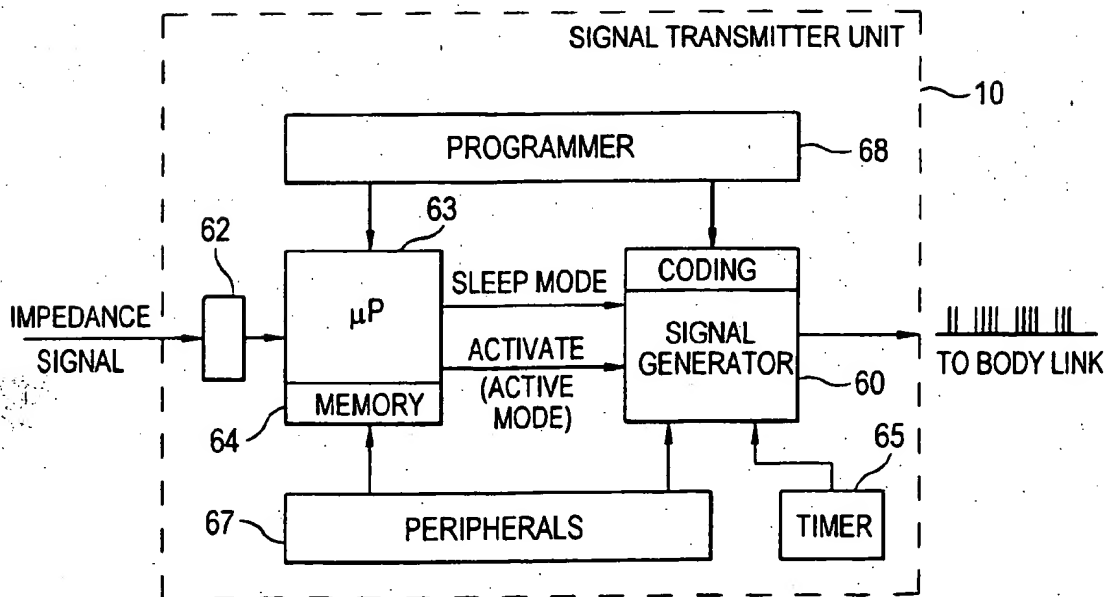 SIGNAL TRANSMITTER UNIT
10
PROGRAMMER
68
62
63
µP
CODING
SLEEP MODE
IMPEDANCE
SIGNAL
SIGNAL
GENERATOR
ACTIVATE
(ACTIVE
MODE)
60
TO BODY LINK
MEMORY
64
65
67
PERIPHERALS
TIMER